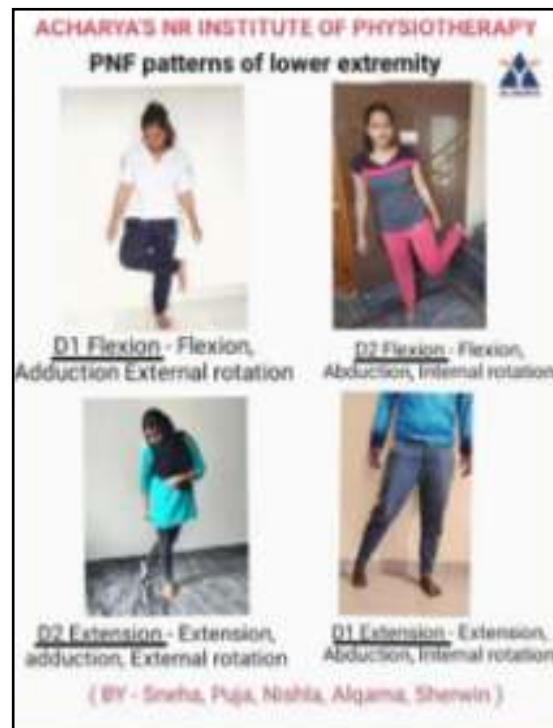 ACHARYA'S NR INSTITUTE OF PHYSIOTHERAPY
PNF patterns of lower extremity
D1 Flexion - Flexion,
Adduction External rotation
D2 Flexion - Flexion,
Abduction, Internal rotation
D2 Extension - Extension,
adduction, External rotation
D1 Extension - Extension,
Abduction, Internal rotation
( BY - Sneha, Puja, Nishla, Alqama, Sherwin )